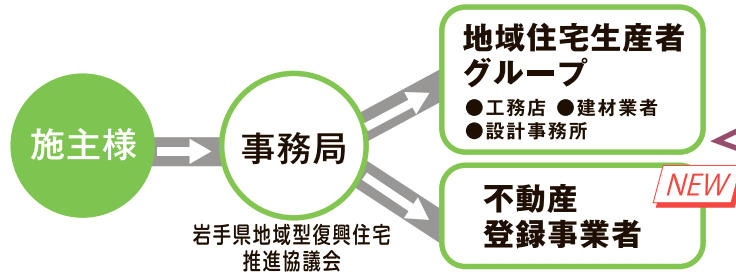 施主様
事務局
岩手県地域型復興住宅
推進協議会
地域住宅生産者
グループ
●工務店 ●建材業者
●設計事務所
NEW
不動産
登録事業者